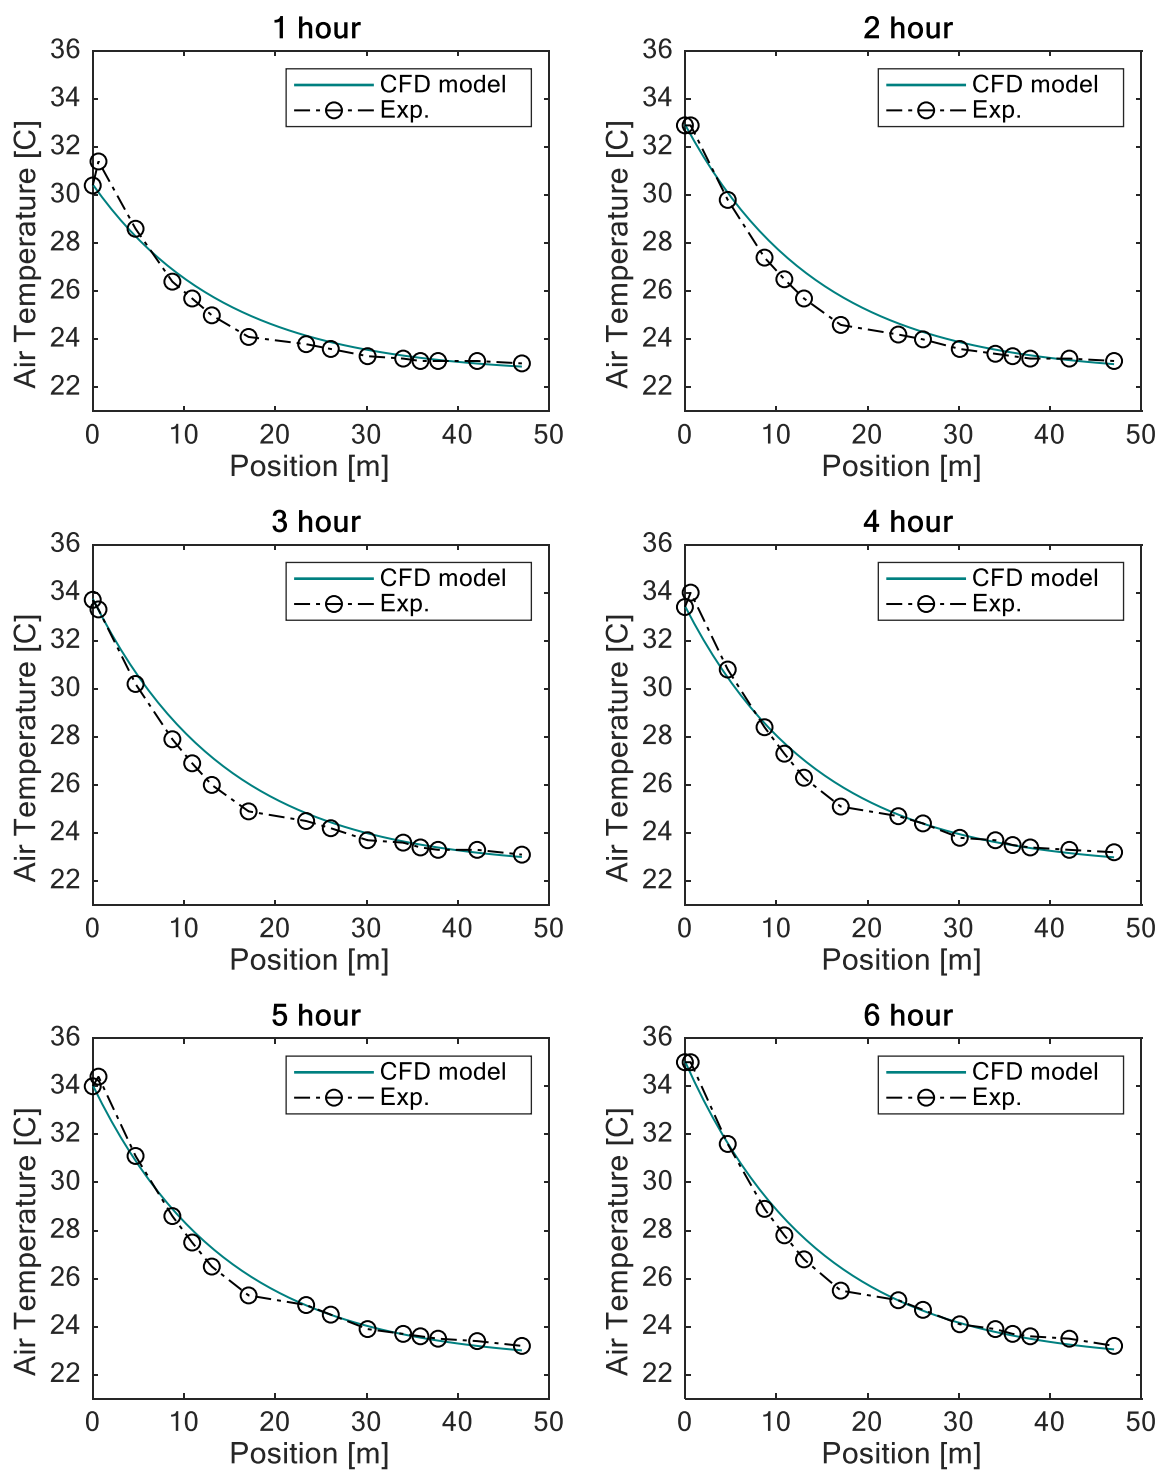 1 hour
36
34
32
30
28
26
24
22
Air Temperature [C]
CFD model
Exp.
0 10 20 30 40 50
Position [m]
2 hour
36
34
32
30
28
26
24
22
Air Temperature [C]
CFD model
Exp.
0 10 20 30 40 50
Position [m]
3 hour
36
34
32
30
28
26
24
22
Air Temperature [C]
CFD model
Exp.
0 10 20 30 40 50
Position [m]
4 hour
36
34
32
30
28
26
24
22
Air Temperature [C]
CFD model
Exp.
0 10 20 30 40 50
Position [m]
5 hour
36
34
32
30
28
26
24
22
Air Temperature [C]
CFD model
Exp.
0 10 20 30 40 50
Position [m]
6 hour
36
34
32
30
28
26
24
22
Air Temperature [C]
CFD model
Exp.
0 10 20 30 40 50
Position [m]